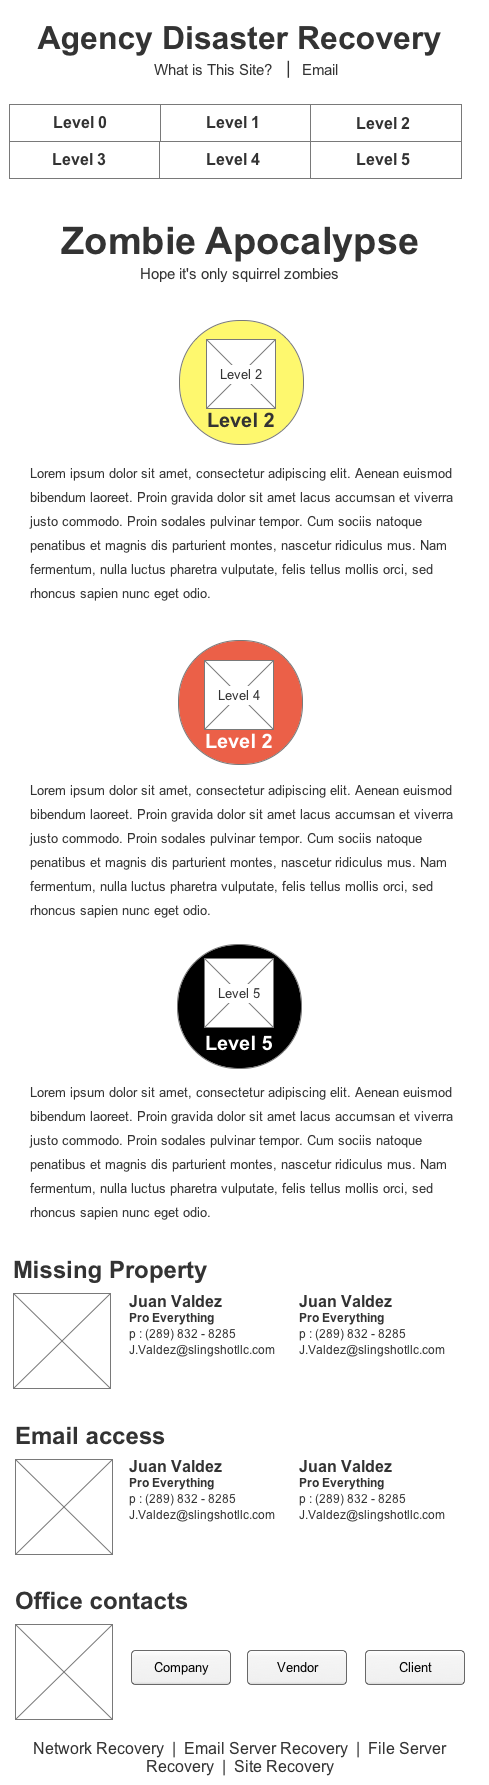 Agency Disaster Recovery
What is This Site? | Email
Level 0 Level 1 Level 2
Level 3 Level 4 Level 5
Zombie Apocalypse
Hope it's only squirrel zombies
Level 2
Level 2
Lorem ipsum dolor sit amet, consectetur adipiscing elit. Aenean euismod
bibendum laoreet. Proin gravida dolor sit amet lacus accumsan et viverra
justo commodo. Proin sodales pulvinar tempor. Cum sociis natoque
penatibus et magnis dis parturient montes, nascetur ridiculus mus. Nam
fermentum, nulla luctus pharetra vulputate, felis tellus mollis orci, sed
rhoncus sapien nunc eget odio.
Level 4
Level 2
Lorem ipsum dolor sit amet, consectetur adipiscing elit. Aenean euismod
bibendum laoreet. Proin gravida dolor sit amet lacus accumsan et viverra
justo commodo. Proin sodales pulvinar tempor. Cum sociis natoque
penatibus et magnis dis parturient montes, nascetur ridiculus mus. Nam
fermentum, nulla luctus pharetra vulputate, felis tellus mollis orci, sed
rhoncus sapien nunc eget odio.
Level 5
Level 5
Lorem ipsum dolor sit amet, consectetur adipiscing elit. Aenean euismod
bibendum laoreet. Proin gravida dolor sit amet lacus accumsan et viverra
justo commodo. Proin sodales pulvinar tempor. Cum sociis natoque
penatibus et magnis dis parturient montes, nascetur ridiculus mus. Nam
fermentum, nulla luctus pharetra vulputate, felis tellus mollis orci, sed
rhoncus sapien nunc eget odio.
Missing Property
Juan Valdez Juan Valdez
Pro Everything Pro Everything
p : (289) 832 - 8285 p : (289) 832 - 8285
J.Valdez@slingshotllc.com J.Valdez@slingshotllc.com
Email access
Juan Valdez Juan Valdez
Pro Everything Pro Everything
p : (289) 832 - 8285 p : (289) 832 - 8285
J.Valdez@slingshotllc.com J.Valdez@slingshotllc.com
Office contacts
Company Vendor Client
Network Recovery | Email Server Recovery | File Server
Recovery | Site Recovery